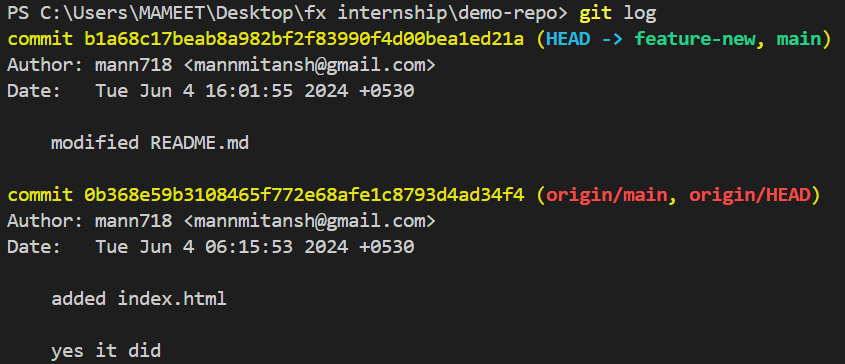 PS C:\Users\MAMEET\Desktop\fx internship\demo-repo> git log
commit b1a68c17beab8a982bf2f83990f4d00bea1ed21a (HEAD -> feature-new, main)
Author: mann718 <mannmitansh@gmail.com>
Date:   Tue Jun 4 16:01:55 2024 +0530
    modified README.md
commit 0b368e59b3108465f772e68afe1c8793d4ad34f4 (origin/main, origin/HEAD)
Author: mann718 <mannmitansh@gmail.com>
Date:   Tue Jun 4 06:15:53 2024 +0530
    added index.html
    yes it did